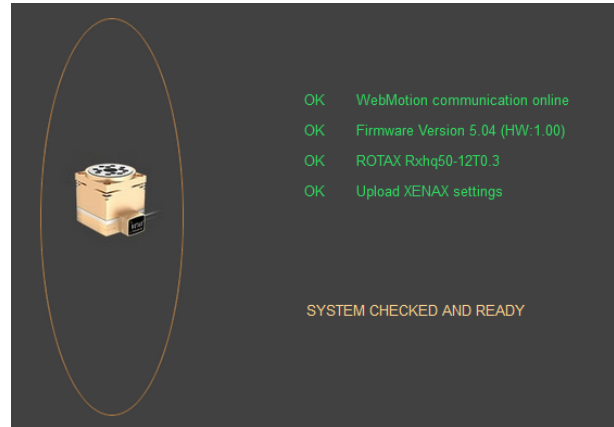 OK WebMotion communication online
OK Firmware Version 5.04 (HW:1.00)
OK ROTAX Rxhq50-12T0.3
OK Upload XENAX settings
SYSTEM CHECKED AND READY